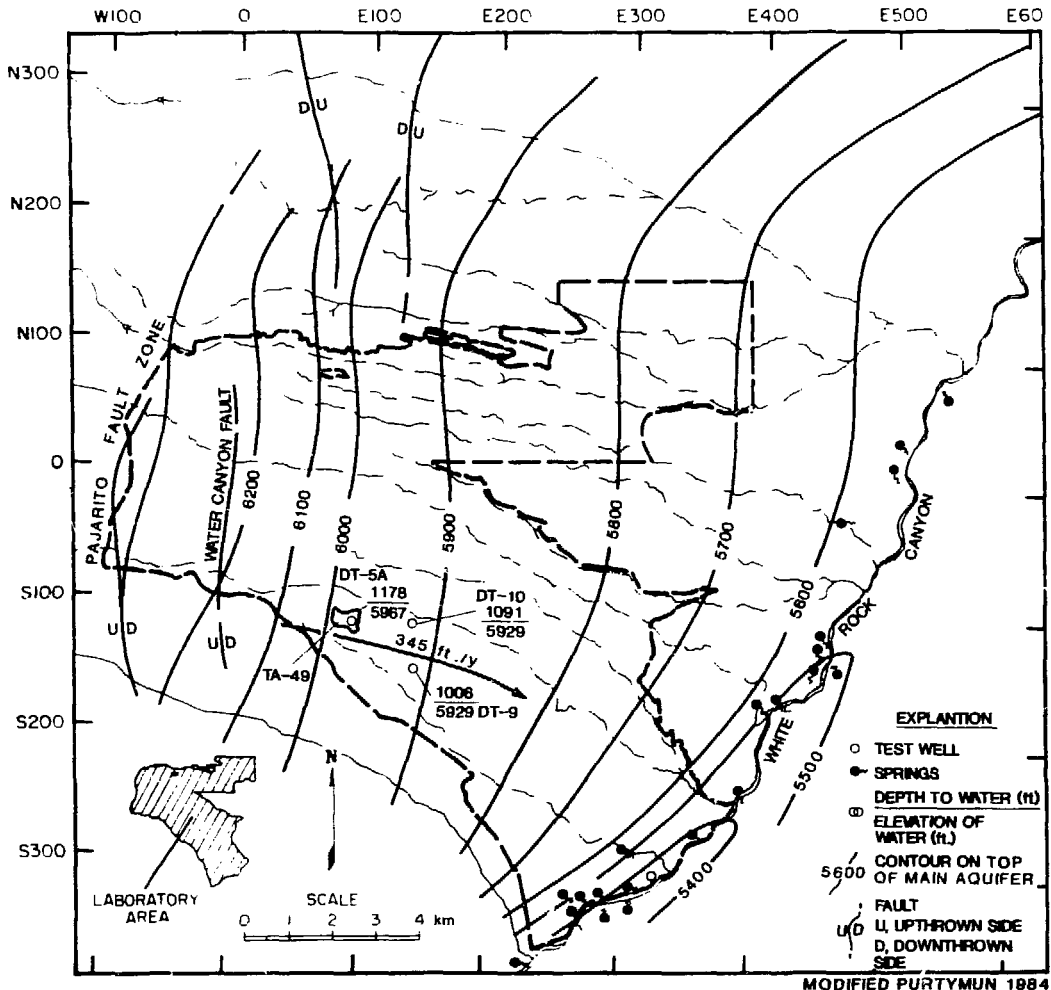 W100 0 E100 E200 E300 E400 E500 E60
N300
N200
N100
0
S100
S200
S300
D U
D U
PAJARITO FAULT ZONE
WATER CANYON FAULT
6200
6100
6000
5900
5800
5700
5600
5500
5400
DT-5A
1178
5967
DT-10
1091
5929
345 ft./y
TA-49
1006
5929 DT-9
U D
U D
WHITE ROCK CANYON
N
LABORATORY
AREA
SCALE
0 1 2 3 4 km
EXPLANTION
TEST WELL
SPRINGS
DEPTH TO WATER (ft)
ELEVATION OF
WATER (ft.)
5600 CONTOUR ON TOP
OF MAIN AQUIFER
FAULT
U D U, UPTHROWN SIDE
D, DOWNTHROWN
SIDE
MODIFIED PURTYMUN 1984